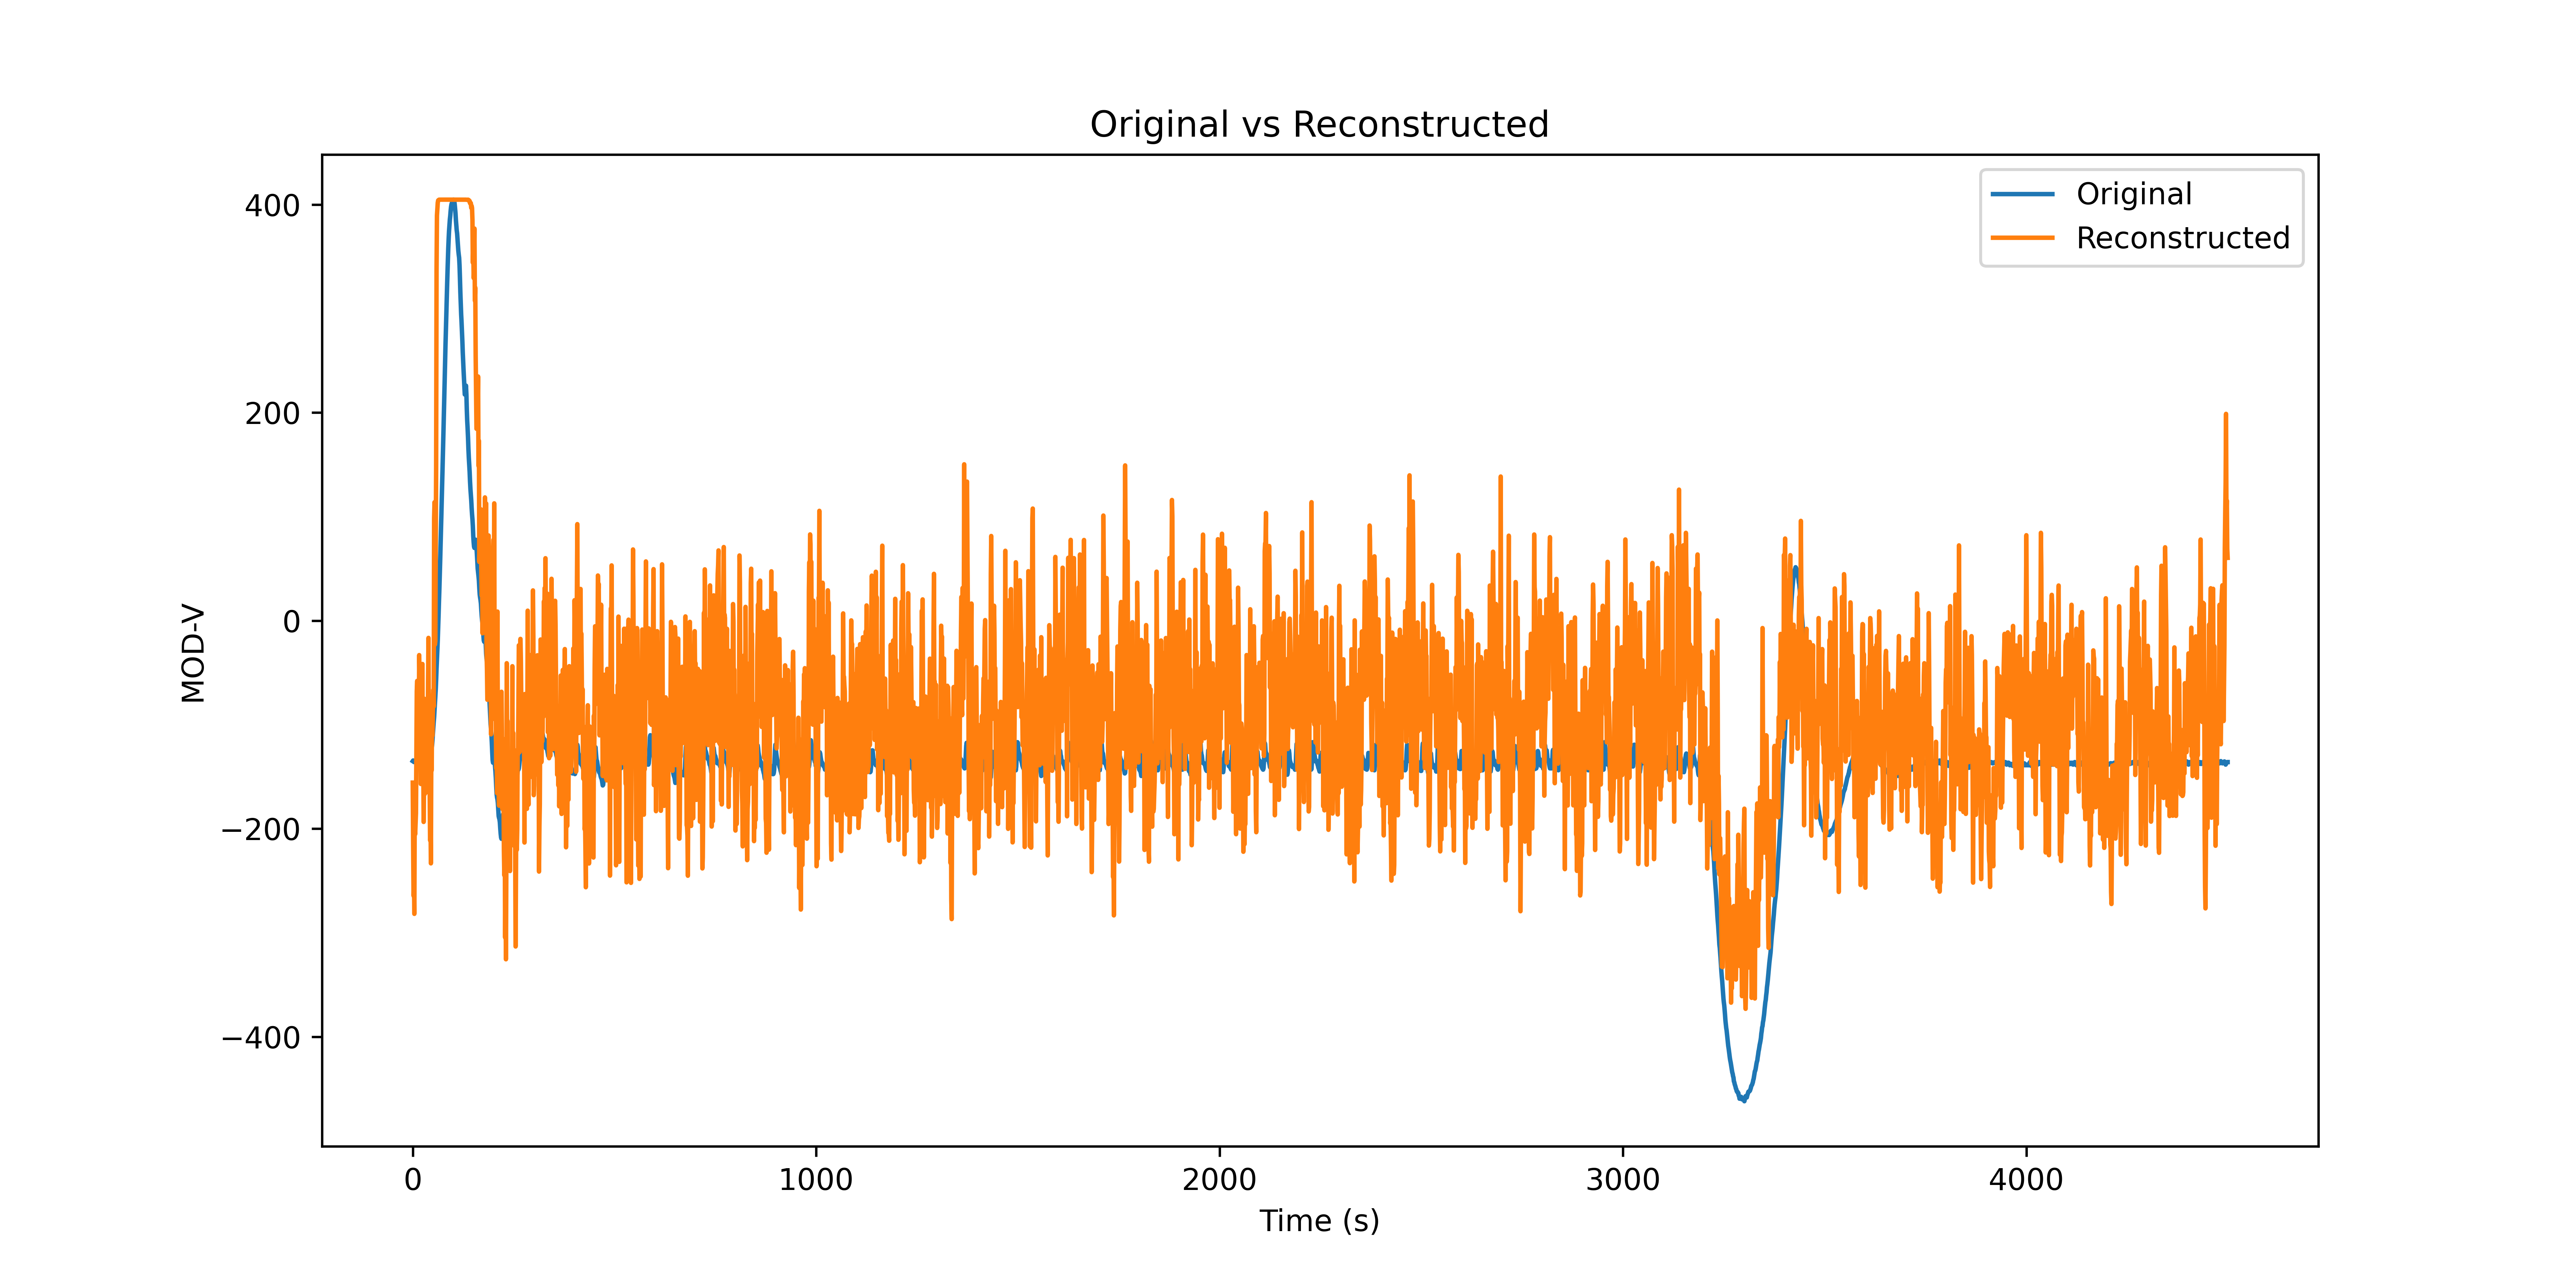 Original vs Reconstructed
Original
Reconstructed
400
200
0
−200
−400
MOD-V
0 1000 2000 3000 4000
Time (s)